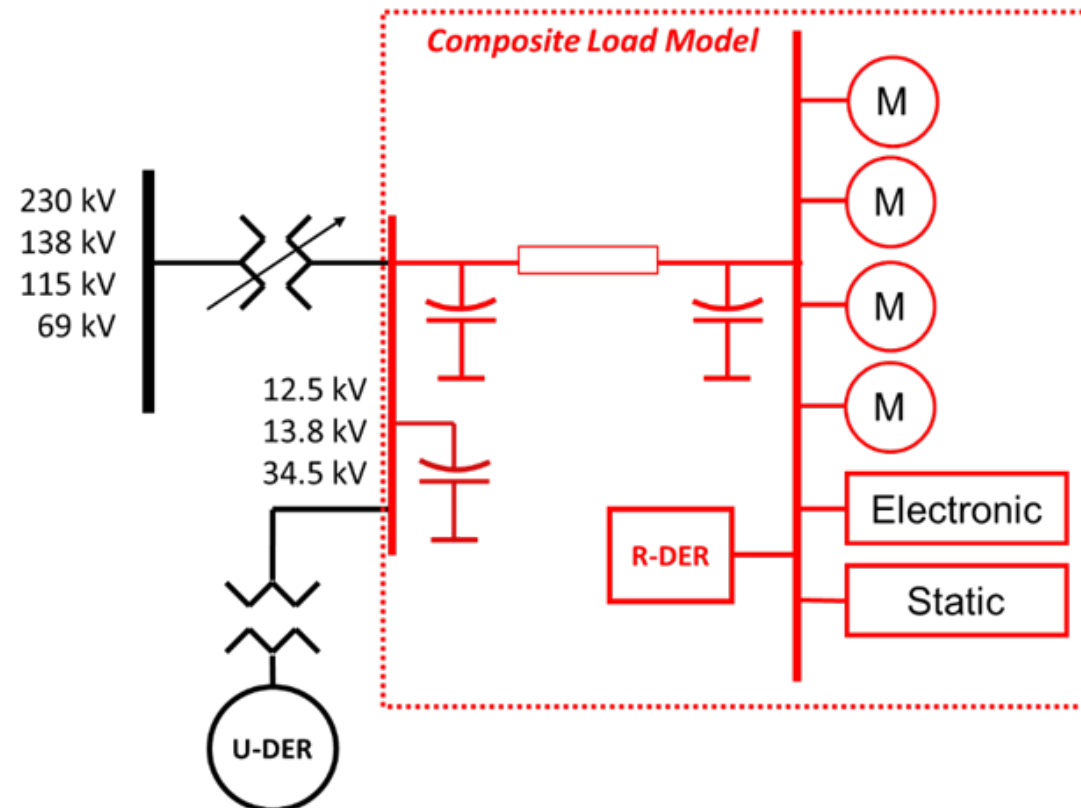 Composite Load Model
M
230 kV
138 kV
115 kV
69 kV
M
M
12.5 kV
13.8 kV
34.5 kV
M
Electronic
R-DER
Static
U-DER